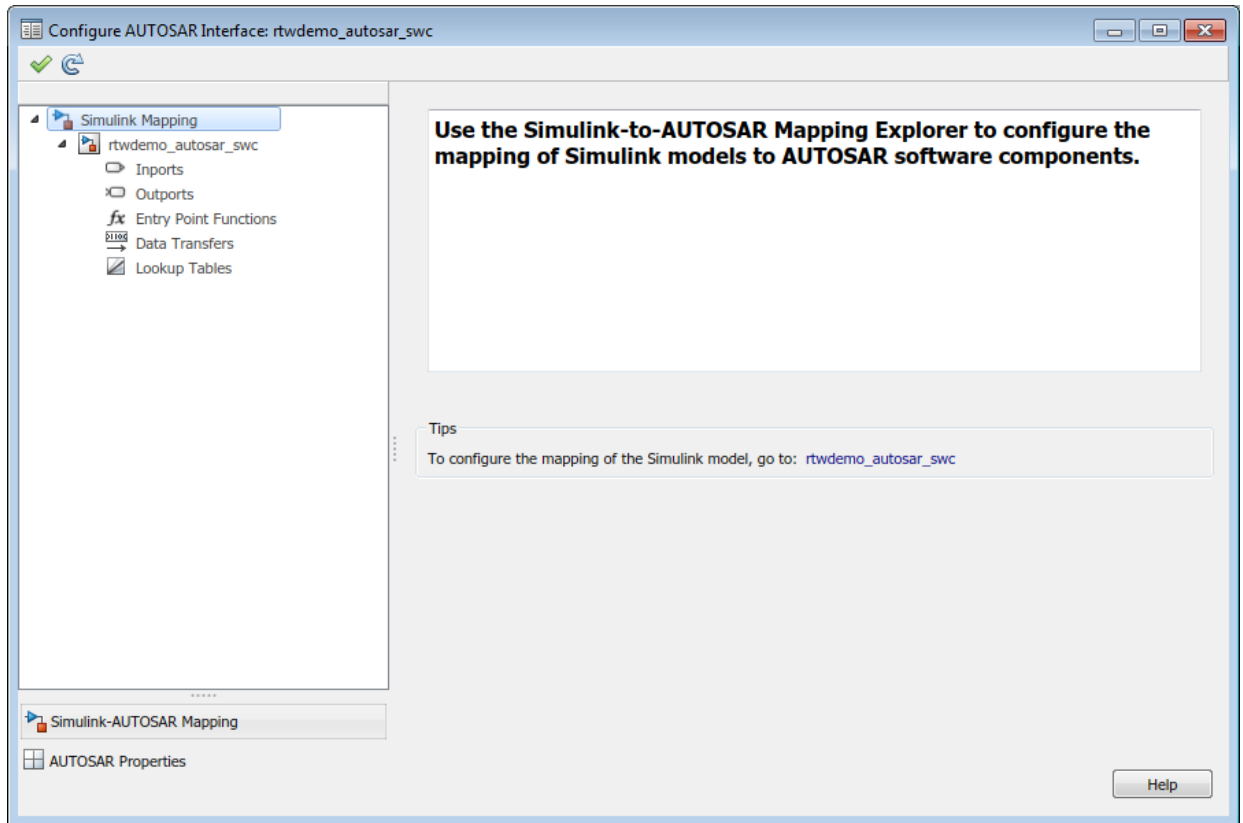 Configure AUTOSAR Interface: rtwdemo_autosar_swc
Simulink Mapping
rtwdemo_autosar_swc
Inports
Outports
fx Entry Point Functions
Data Transfers
Lookup Tables
Use the Simulink-to-AUTOSAR Mapping Explorer to configure the
mapping of Simulink models to AUTOSAR software components.
Tips
To configure the mapping of the Simulink model, go to: rtwdemo_autosar_swc
Simulink-AUTOSAR Mapping
AUTOSAR Properties
Help